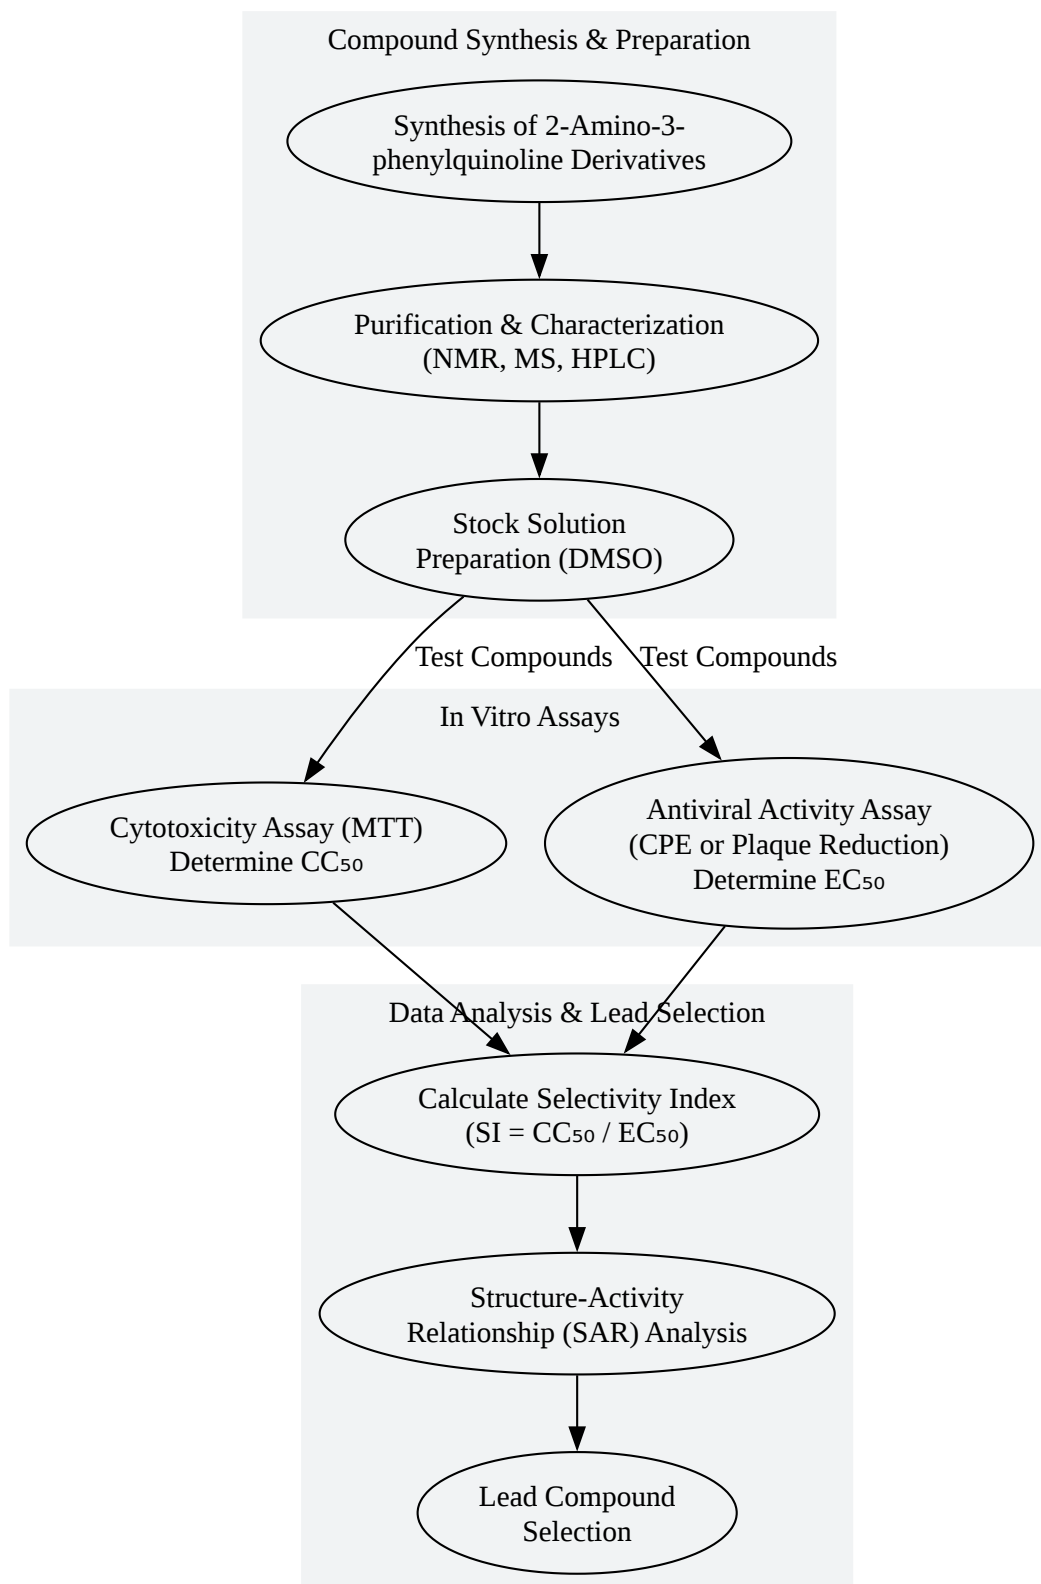 Compound Synthesis & Preparation
Synthesis of 2-Amino-3-
phenylquinoline Derivatives
Purification & Characterization
(NMR, MS, HPLC)
Stock Solution
Preparation (DMSO)
Test Compounds
Test Compounds
In Vitro Assays
Cytotoxicity Assay (MTT)
Determine CC₅₀
Antiviral Activity Assay
(CPE or Plaque Reduction)
Determine EC₅₀
Data Analysis & Lead Selection
Calculate Selectivity Index
(SI = CC₅₀ / EC₅₀)
Structure-Activity
Relationship (SAR) Analysis
Lead Compound
Selection